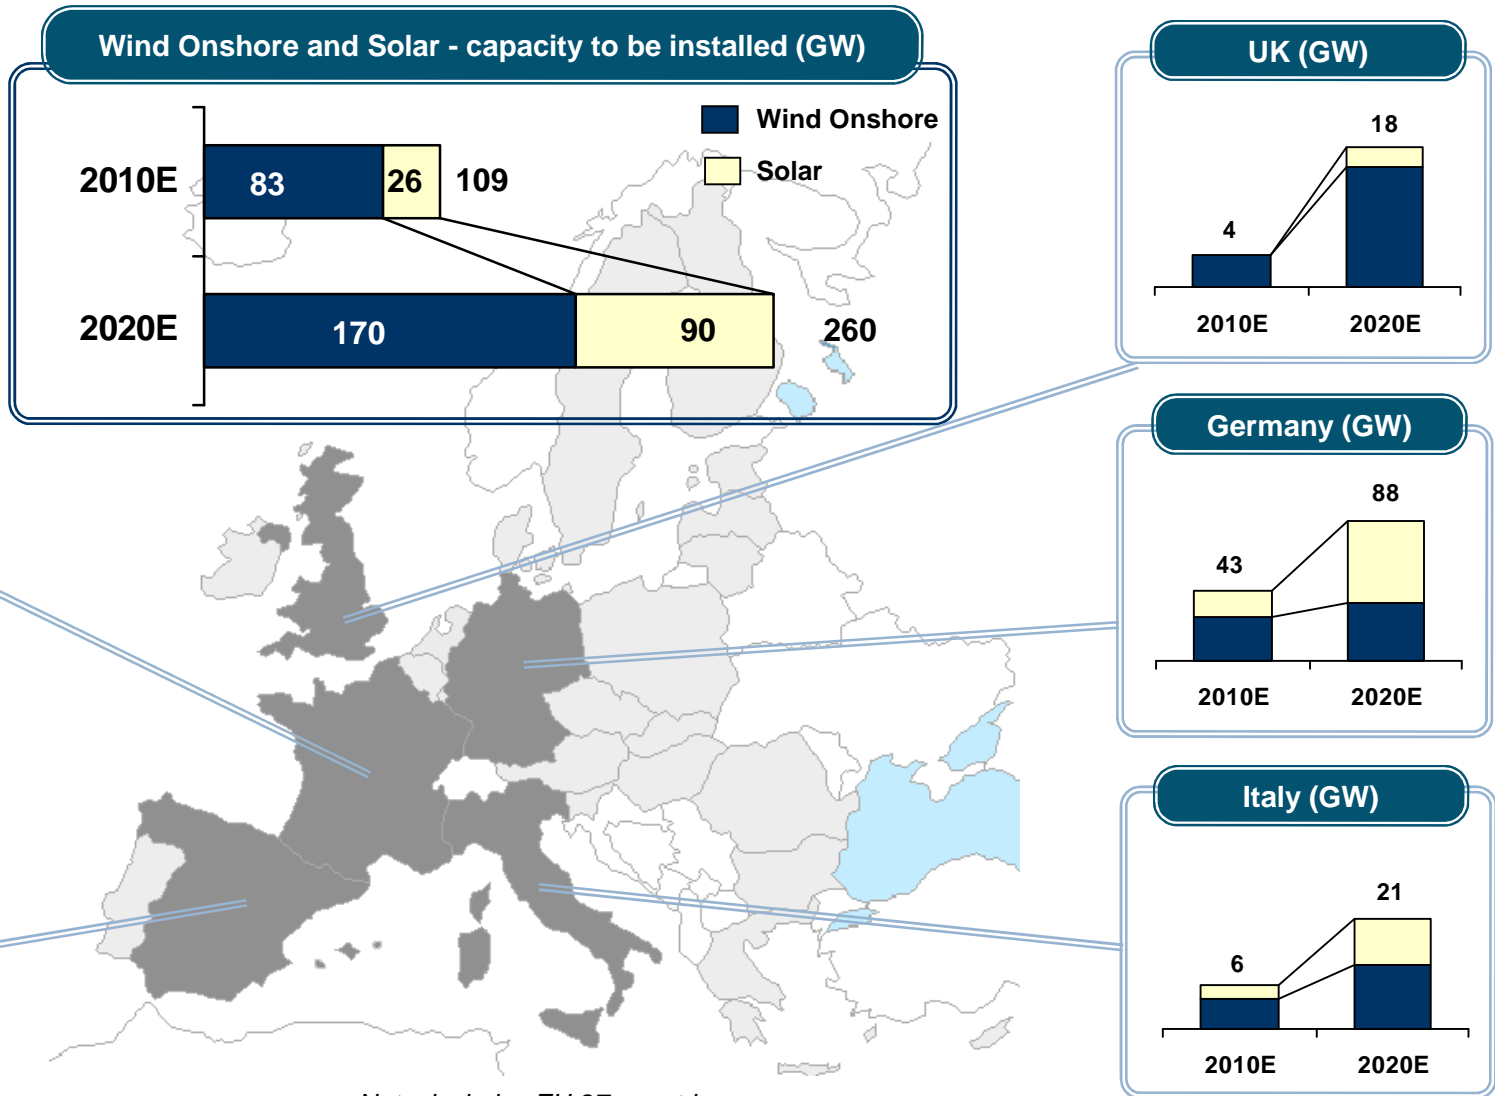 Wind Onshore and Solar - capacity to be installed (GW)
Wind Onshore
Solar
2010E
83
26
109
2020E
170
90
260
UK (GW)
4
18
2010E
2020E
Germany (GW)
43
88
2010E
2020E
Italy (GW)
6
21
2010E
2020E